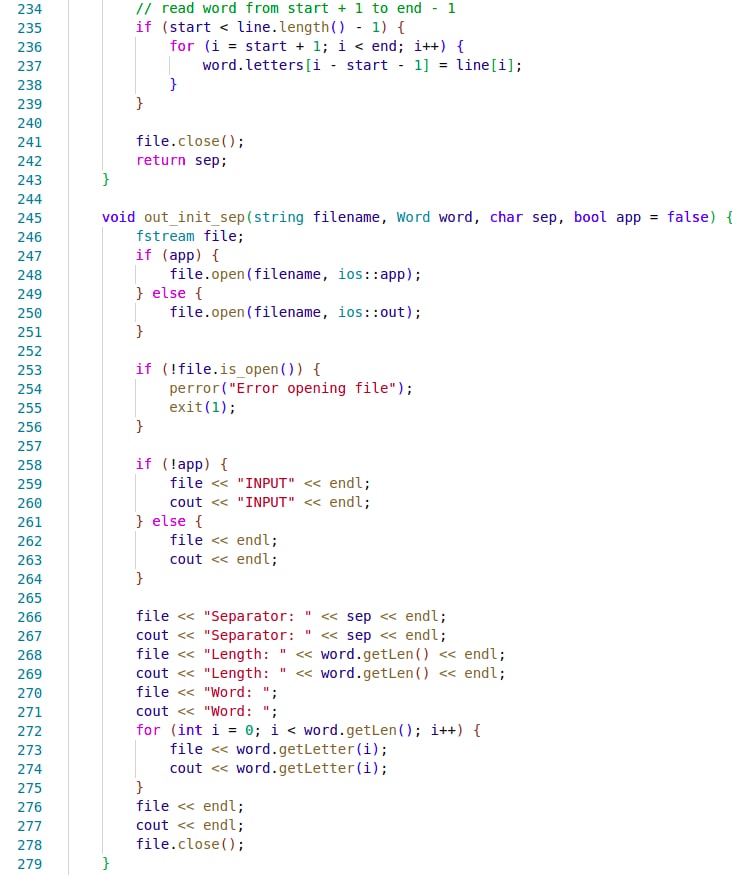 234 // read word from start + 1 to end - 1
235 if (start < line.length() - 1) {
236 for (i = start + 1; i < end; i++) {
237 word.letters[i - start - 1] = line[i];
238 }
239 }
240
241 file.close();
242 return sep;
243 }
244
245 void out_init_sep(string filename, Word word, char sep, bool app = false) {
246 fstream file;
247 if (app) {
248 file.open(filename, ios::app);
249 } else {
250 file.open(filename, ios::out);
251 }
252
253 if (!file.is_open()) {
254 perror("Error opening file");
255 exit(1);
256 }
257
258 if (!app) {
259 file << "INPUT" << endl;
260 cout << "INPUT" << endl;
261 } else {
262 file << endl;
263 cout << endl;
264 }
265
266 file << "Separator: " << sep << endl;
267 cout << "Separator: " << sep << endl;
268 file << "Length: " << word.getLen() << endl;
269 cout << "Length: " << word.getLen() << endl;
270 file << "Word: ";
271 cout << "Word: ";
272 for (int i = 0; i < word.getLen(); i++) {
273 file << word.getLetter(i);
274 cout << word.getLetter(i);
275 }
276 file << endl;
277 cout << endl;
278 file.close();
279 }